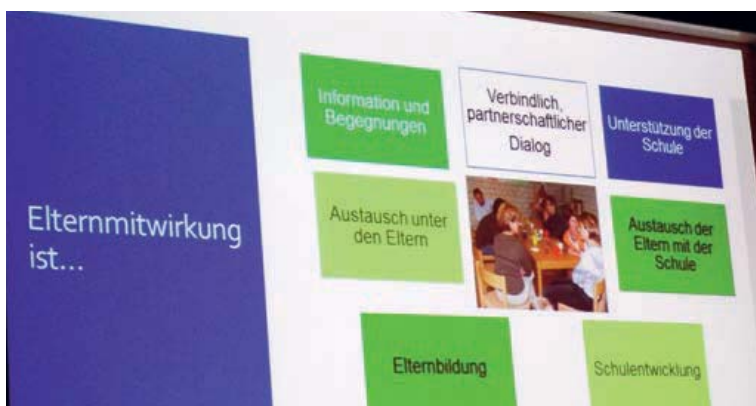 Elternmitwirkung
ist...
Information und
Begegnungen
Verbindlich,
partnerschaftlicher
Dialog
Unterstützung der
Schule
Austausch unter
den Eltern
Austausch der
Eltern mit der
Schule
Elternbildung
Schulentwicklung